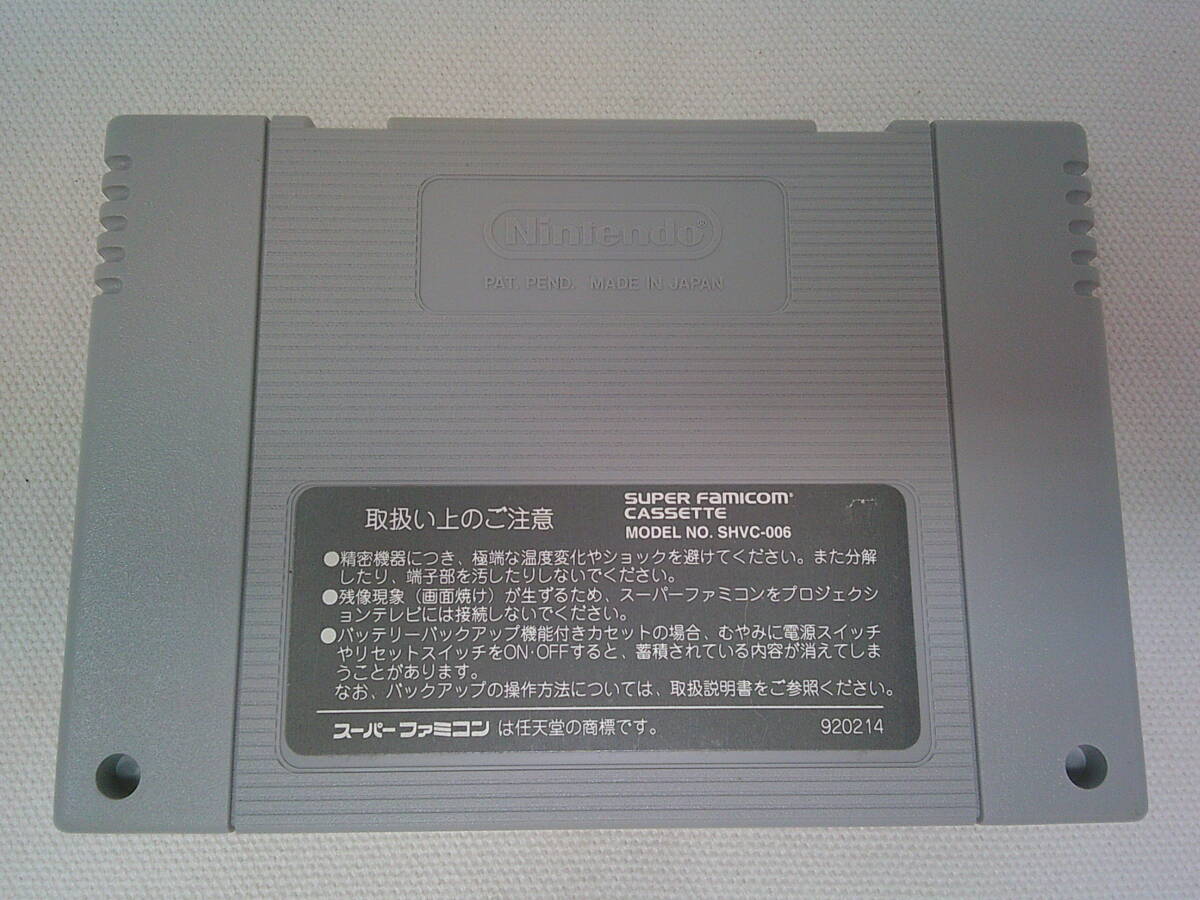 Nintendo®
PAT. PEND. MADE IN JAPAN
取扱い上のご注意
SUPER FAMICOM
CASSETTE
MODEL NO. SHVC-006
●精密機器につき、極端な温度変化やショックを避けてください。また分解
したり、端子部を汚したりしないでください。
●残像現象（画面焼け）が生ずるため、スーパーファミコンをプロジェクシ
ョンテレビには接続しないでください。
●バッテリーバックアップ機能付きカセットの場合、むやみに電源スイッチ
やリセットスイッチをON・OFFすると、蓄積されている内容が消えてしま
うことがあります。
なお、バックアップの操作方法については、取扱説明書をご参照ください。
スーパーファミコン は任天堂の商標です。
920214